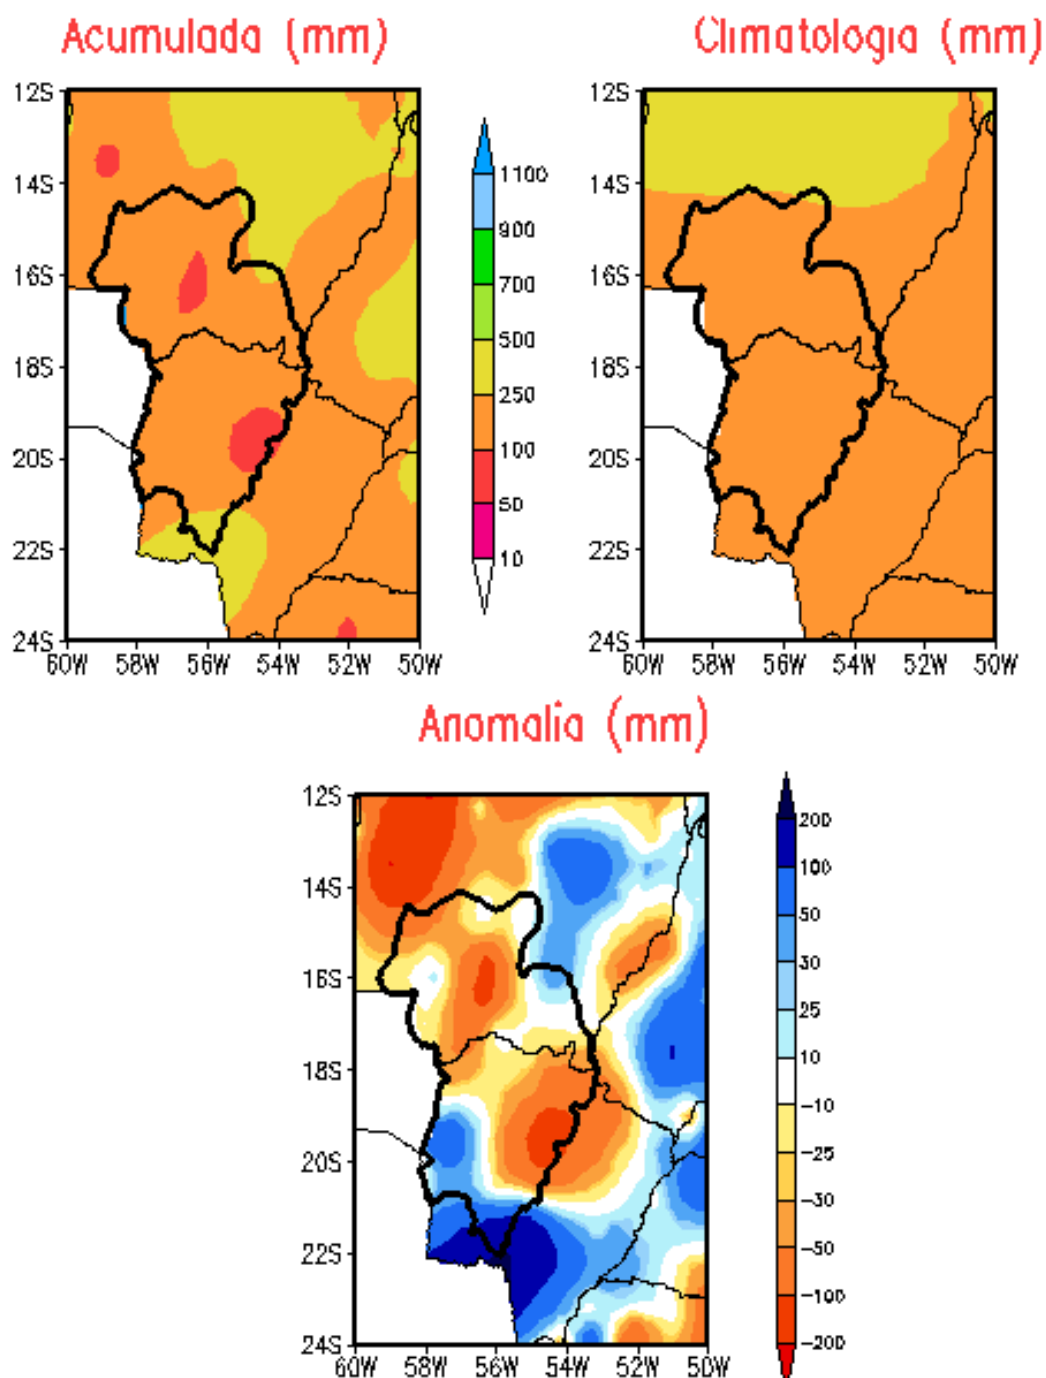 Acumulada (mm)
Climatologia (mm)
12S
14S
16S
18S
20S
22S
24S
60W 58W 56W 54W 52W 50W
1100
900
700
500
250
100
50
10
12S
14S
16S
18S
20S
22S
24S
60W 58W 56W 54W 52W 50W
Anomalia (mm)
12S
14S
16S
18S
20S
22S
24S
60W 58W 56W 54W 52W 50W
200
100
50
30
25
10
-10
-25
-30
-50
-100
-200